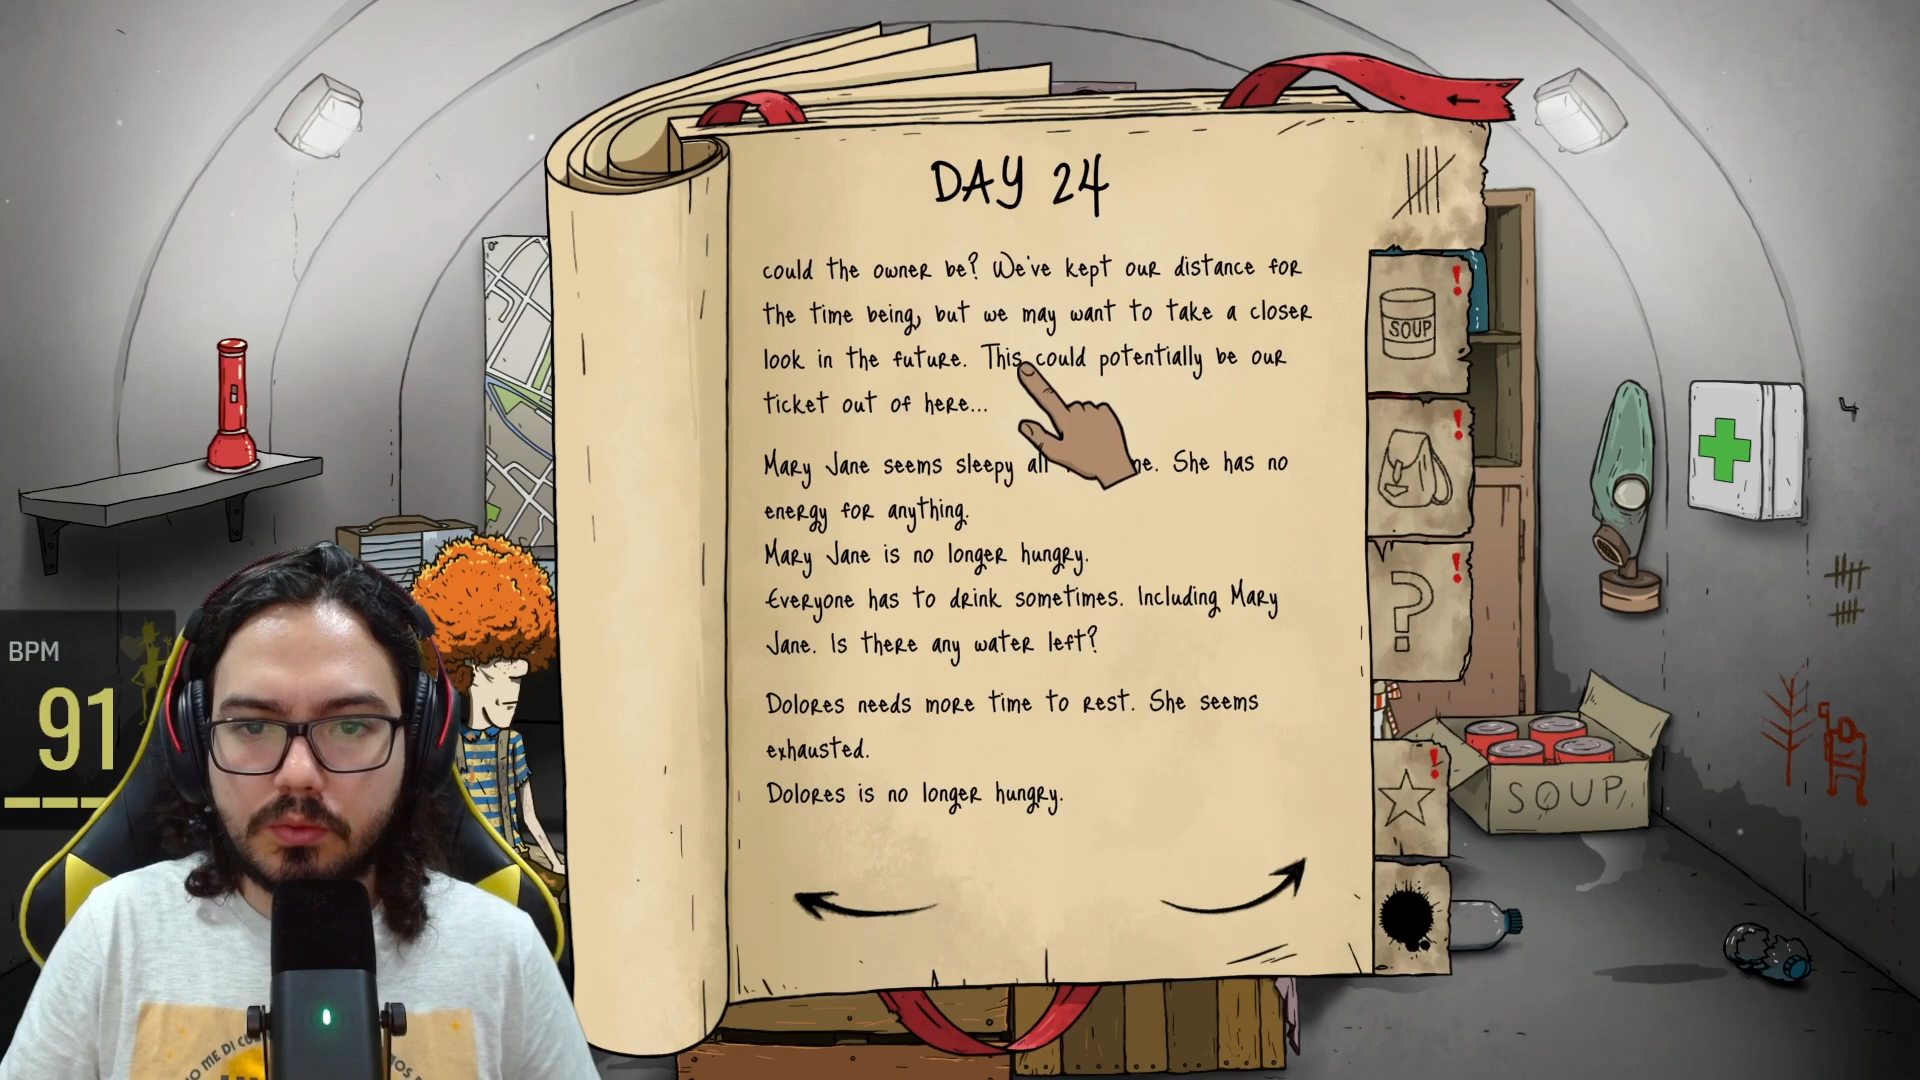 DAY 24
could the owner be? We've kept our distance for
the time being, but we may want to take a closer
look in the future. This could potentially be our
ticket out of here...
Mary Jane seems sleepy all
She has no
energy for anything.
Mary Jane is no longer hungry.
Everyone has to drink sometimes. Including Mary
Jane. Is there any water left?
Dolores needs more time to rest. She seems
exhausted.
Dolores is no longer hungry.
SOUP
!
!
?
!
!
SOUP
BPM
91
ME DI